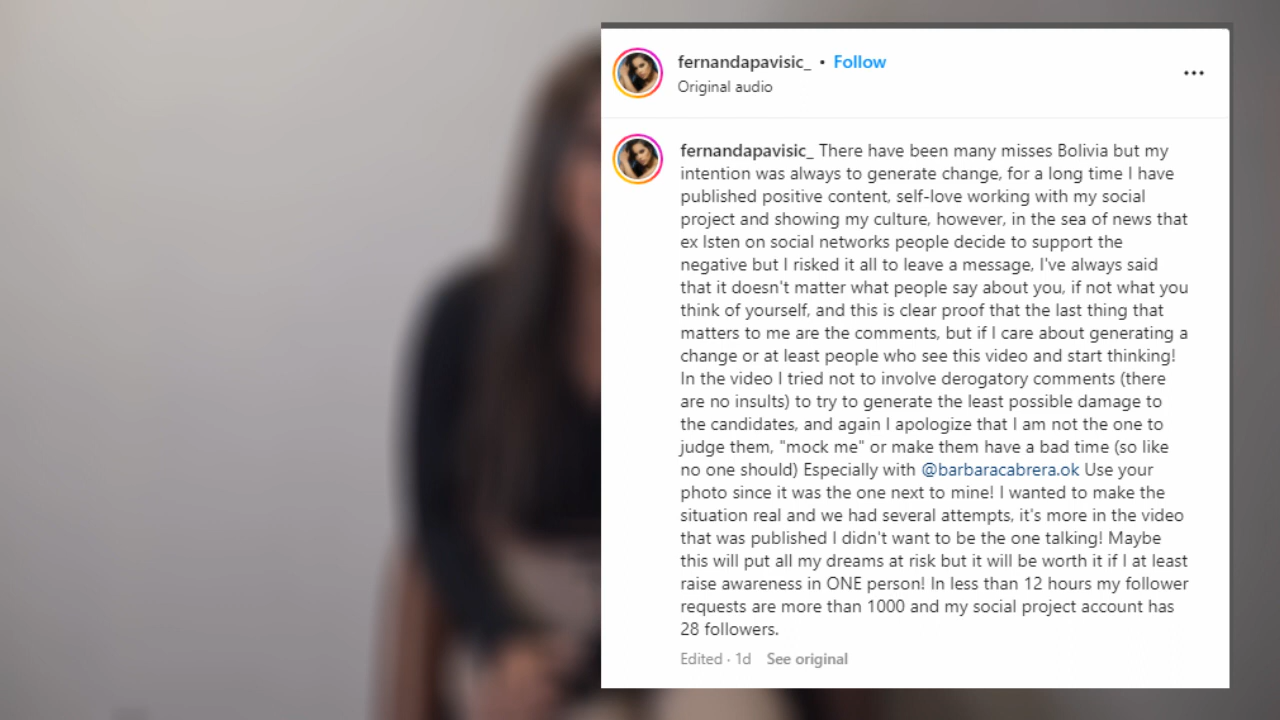 fernandapavisic_ • Follow
Original audio
fernandapavisic_ There have been many misses Bolivia but my
intention was always to generate change, for a long time I have
published positive content, self-love working with my social
project and showing my culture, however, in the sea of news that
ex Isten on social networks people decide to support the
negative but I risked it all to leave a message, I've always said
that it doesn't matter what people say about you, if not what you
think of yourself, and this is clear proof that the last thing that
matters to me are the comments, but if I care about generating a
change or at least people who see this video and start thinking!
In the video I tried not to involve derogatory comments (there
are no insults) to try to generate the least possible damage to
the candidates, and again I apologize that I am not the one to
judge them, "mock me" or make them have a bad time (so like
no one should) Especially with @barbaracabrera.ok Use your
photo since it was the one next to mine! I wanted to make the
situation real and we had several attempts, it's more in the video
that was published I didn't want to be the one talking! Maybe
this will put all my dreams at risk but it will be worth it if I at least
raise awareness in ONE person! In less than 12 hours my follower
requests are more than 1000 and my social project account has
28 followers.
Edited · 1d See original